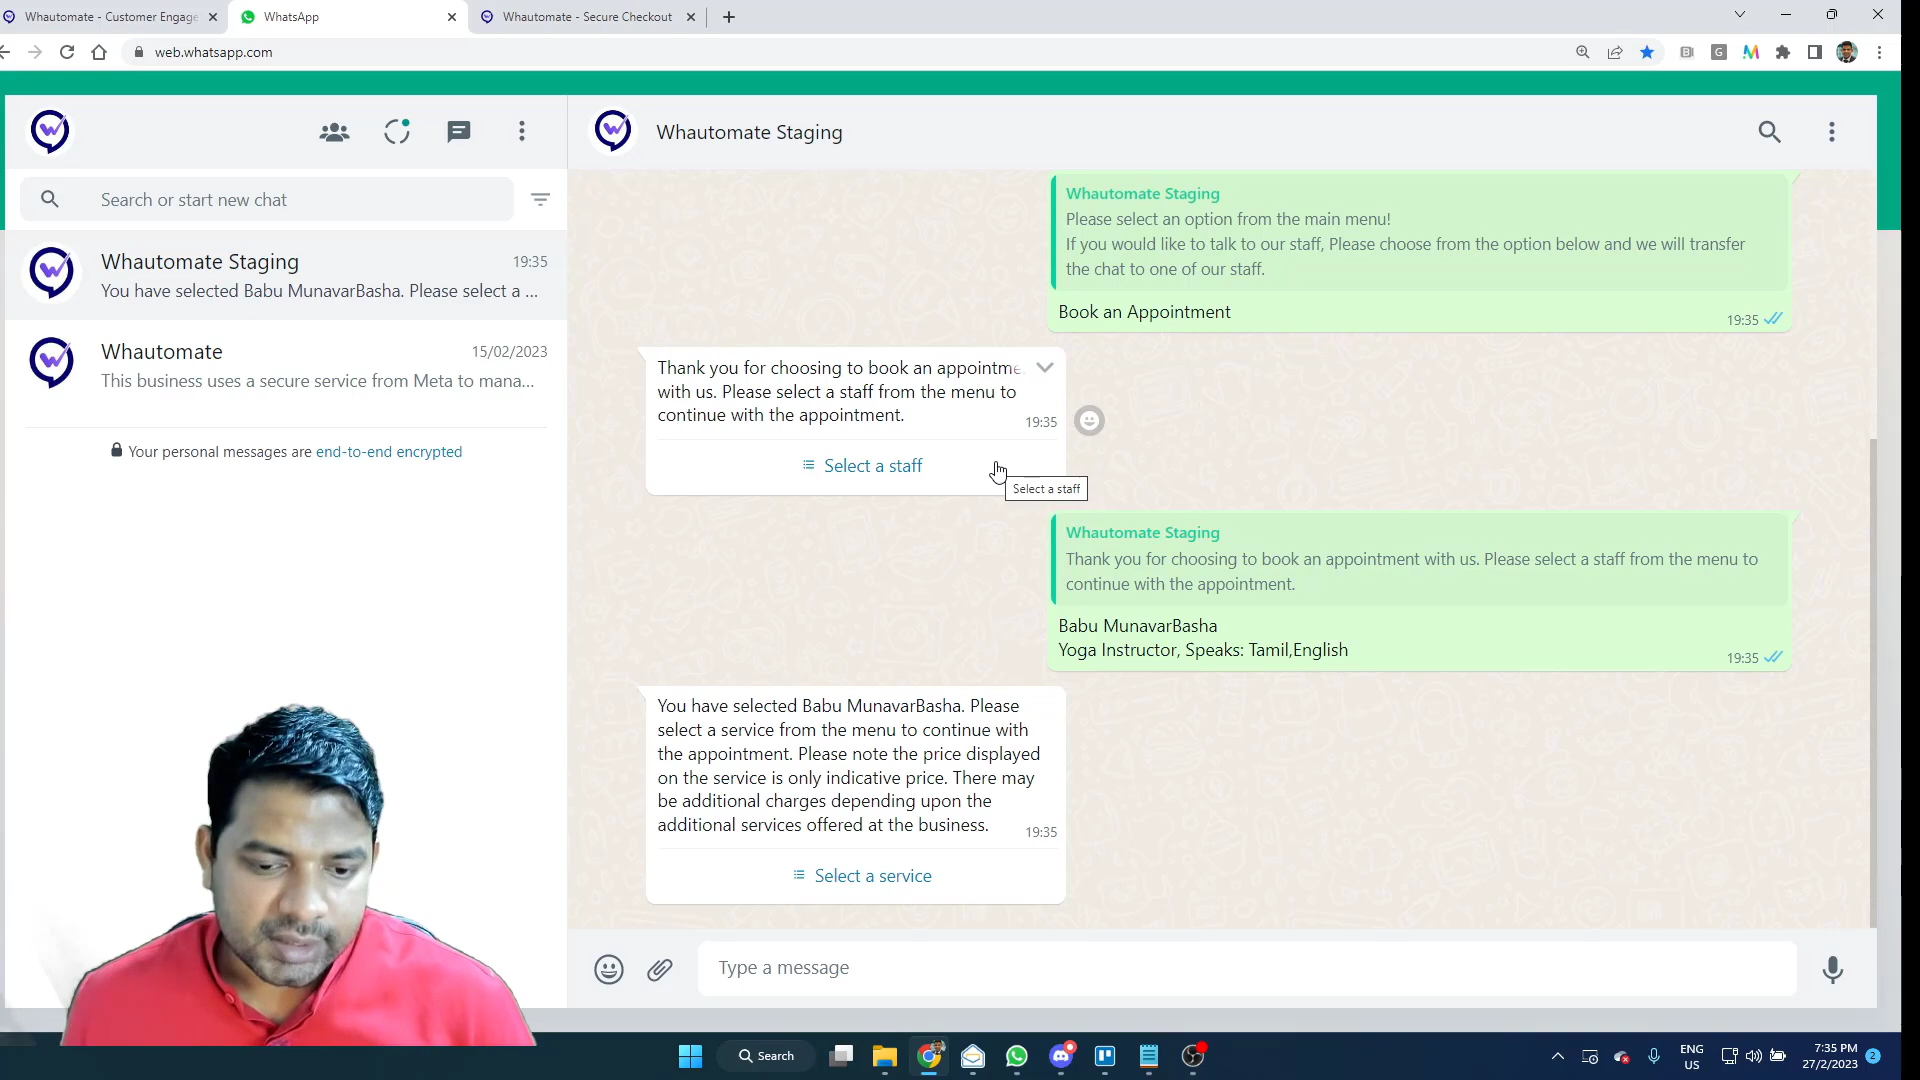 Whautomate - Customer Engage
WhatsApp
Whautomate - Secure Checkout
web.whatsapp.com
Whautomate Staging
Search or start new chat
Whautomate Staging
19:35
You have selected Babu MunavarBasha. Please select a ...
Whautomate
15/02/2023
This business uses a secure service from Meta to mana...
Your personal messages are end-to-end encrypted
Whautomate Staging
Please select an option from the main menu!
If you would like to talk to our staff, Please choose from the option below and we will transfer
the chat to one of our staff.
Book an Appointment
19:35
Thank you for choosing to book an appointme
with us. Please select a staff from the menu to
continue with the appointment.
19:35
Select a staff
Select a staff
Whautomate Staging
Thank you for choosing to book an appointment with us. Please select a staff from the menu to
continue with the appointment.
Babu MunavarBasha
Yoga Instructor, Speaks: Tamil,English
19:35
You have selected Babu MunavarBasha. Please
select a service from the menu to continue with
the appointment. Please note the price displayed
on the service is only indicative price. There may
be additional charges depending upon the
additional services offered at the business.
19:35
Select a service
Type a message
Search
ENG
US
7:35 PM
27/2/2023
2